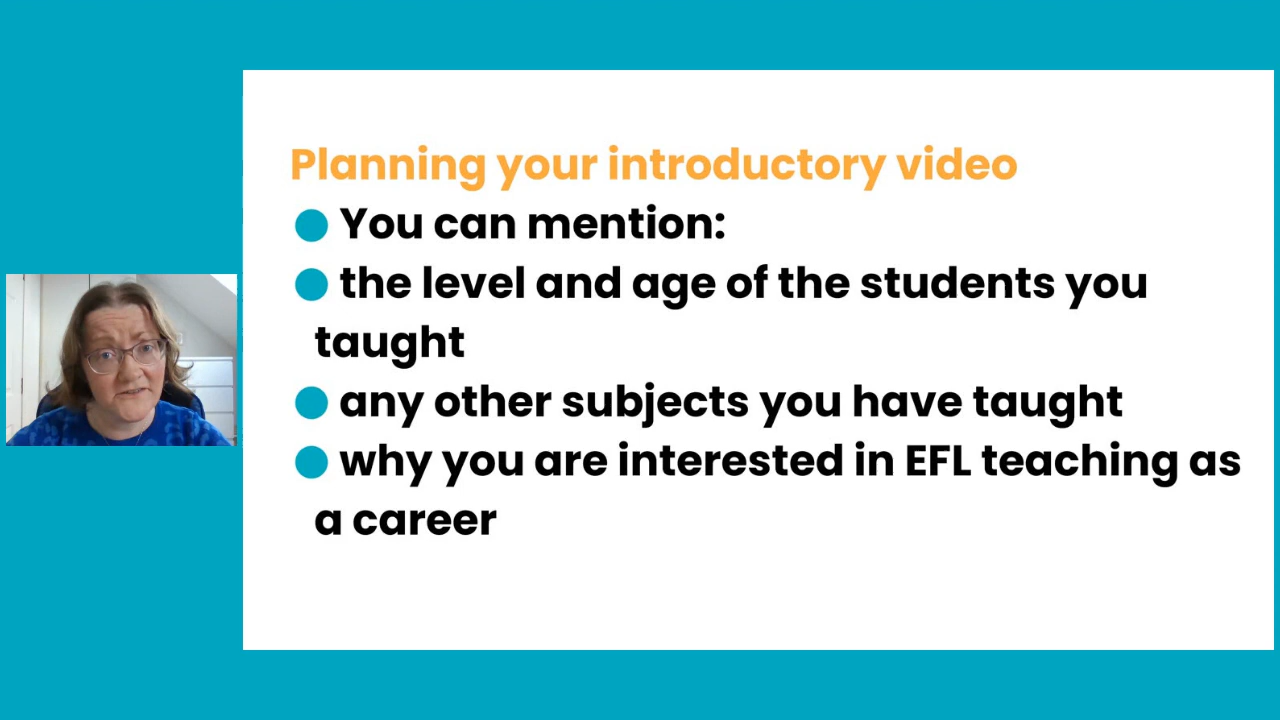 Planning your introductory video
● You can mention:
● the level and age of the students you
taught
● any other subjects you have taught
● why you are interested in EFL teaching as
a career